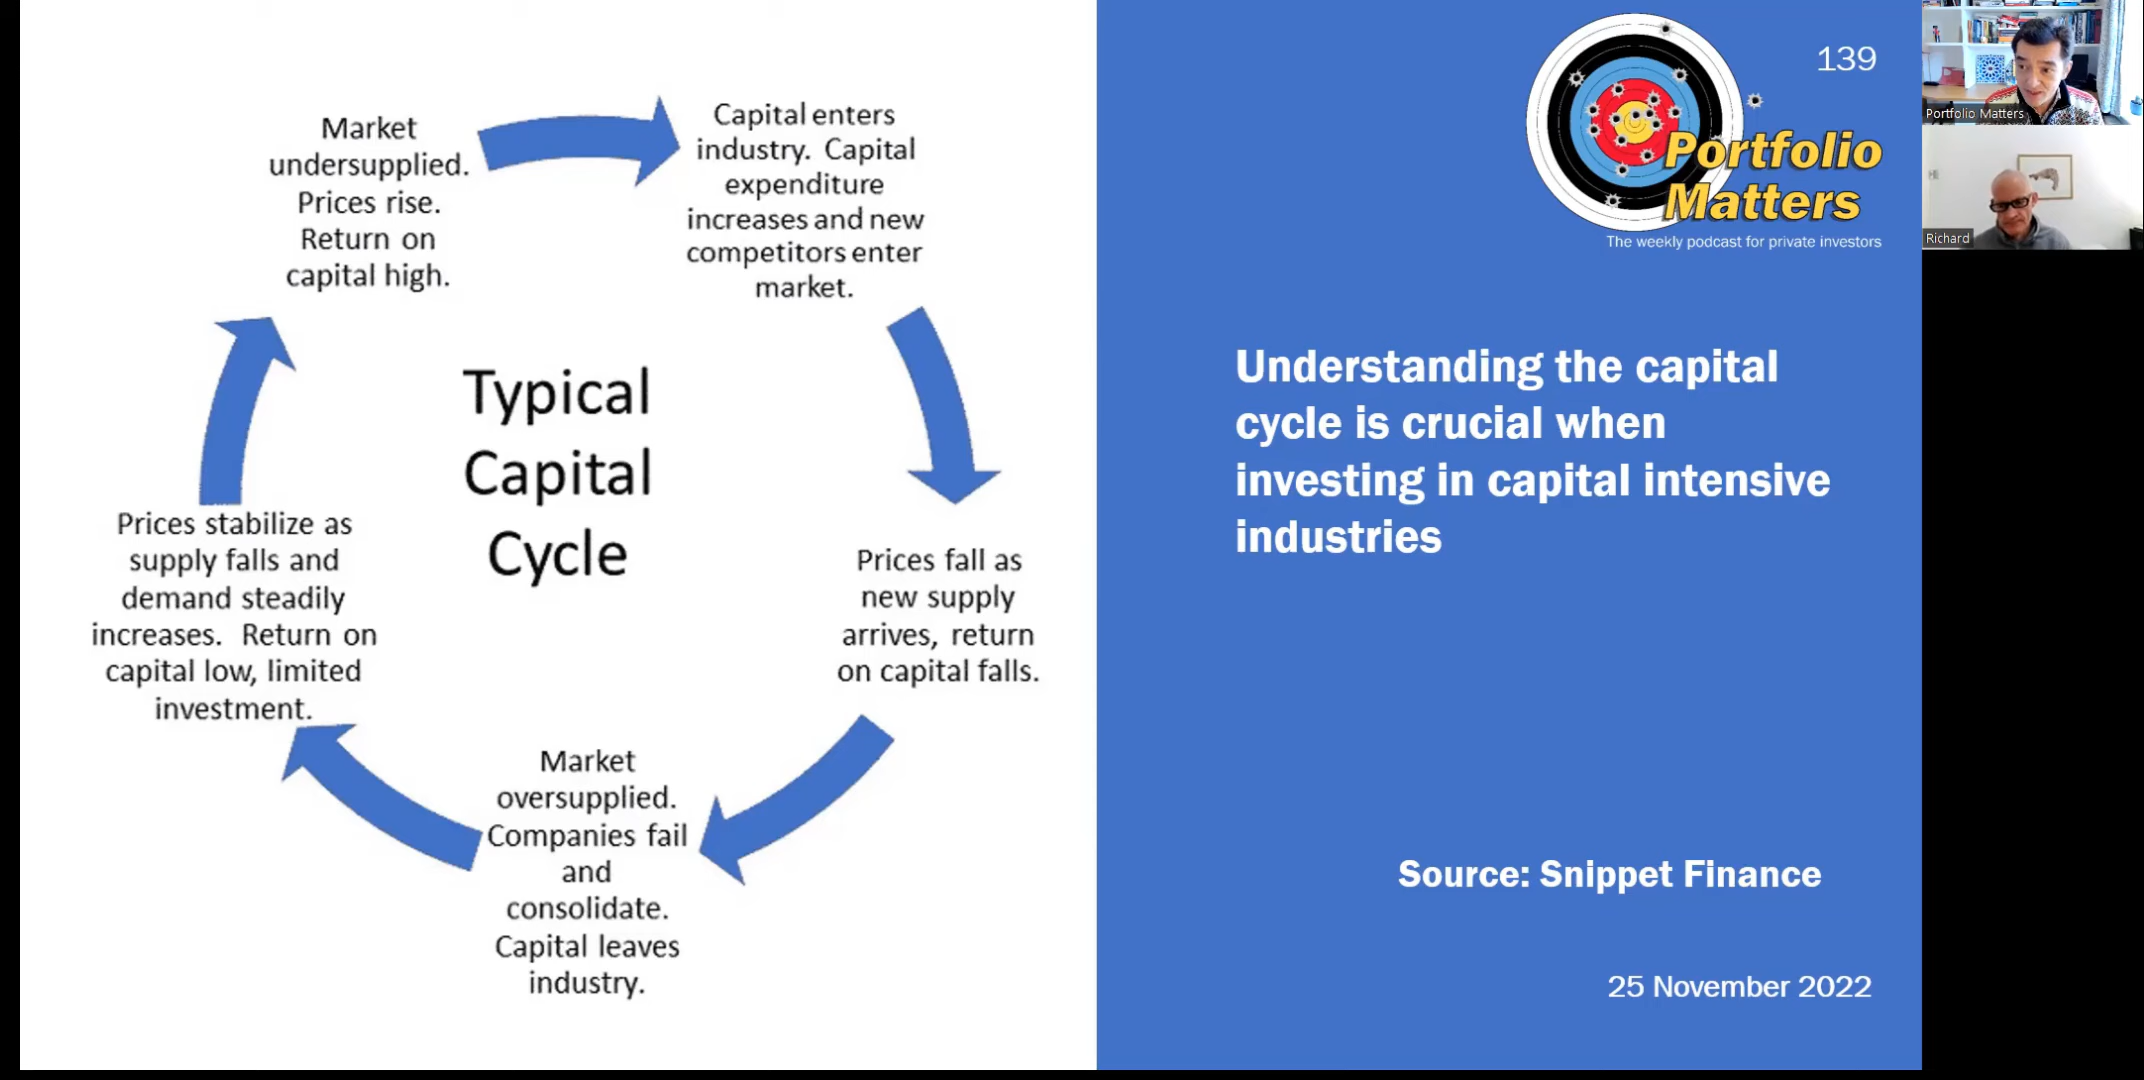 Market
undersupplied.
Prices rise.
Return on
capital high.
Capital enters
industry. Capital
expenditure
increases and new
competitors enter
market.
Typical
Capital
Cycle
Prices stabilize as
supply falls and
demand steadily
increases. Return on
capital low, limited
investment.
Prices fall as
new supply
arrives, return
on capital falls.
Market
oversupplied.
Companies fail
and
consolidate.
Capital leaves
industry.
139
Portfolio
Matters
The weekly podcast for private investors
Understanding the capital
cycle is crucial when
investing in capital intensive
industries
Source: Snippet Finance
25 November 2022
Portfolio Matters
Richard